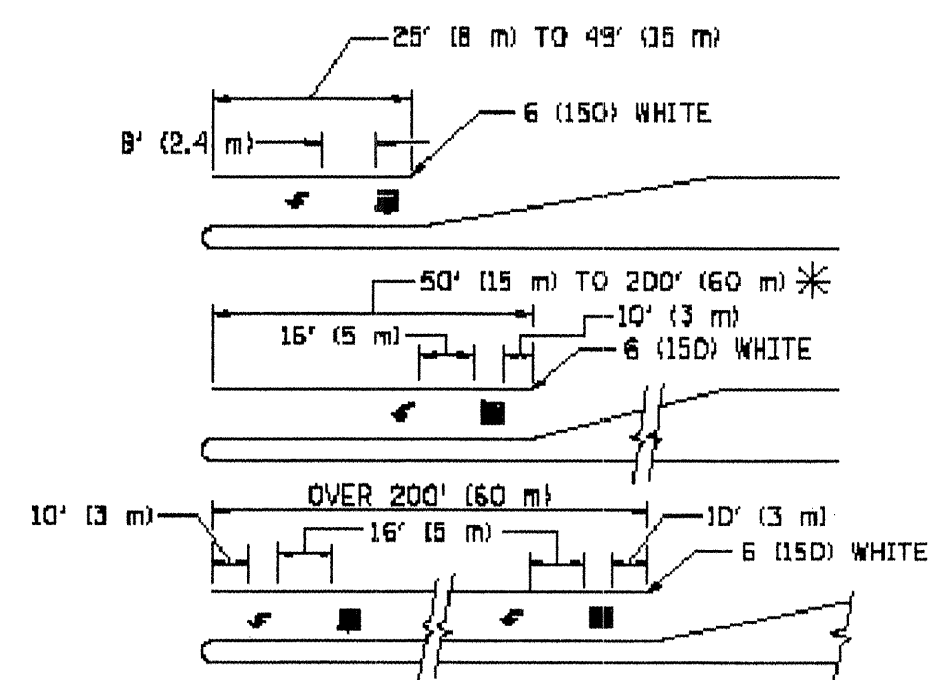 25' (8 m) TO 49' (15 m)
6 (150) WHITE
8' (2.4 m)
50' (15 m) TO 200' (60 m) *
10' (3 m)
16' (5 m)
6 (150) WHITE
OVER 200' (60 m)
10' (3 m)
16' (5 m)
10' (3 m)
6 (150) WHITE